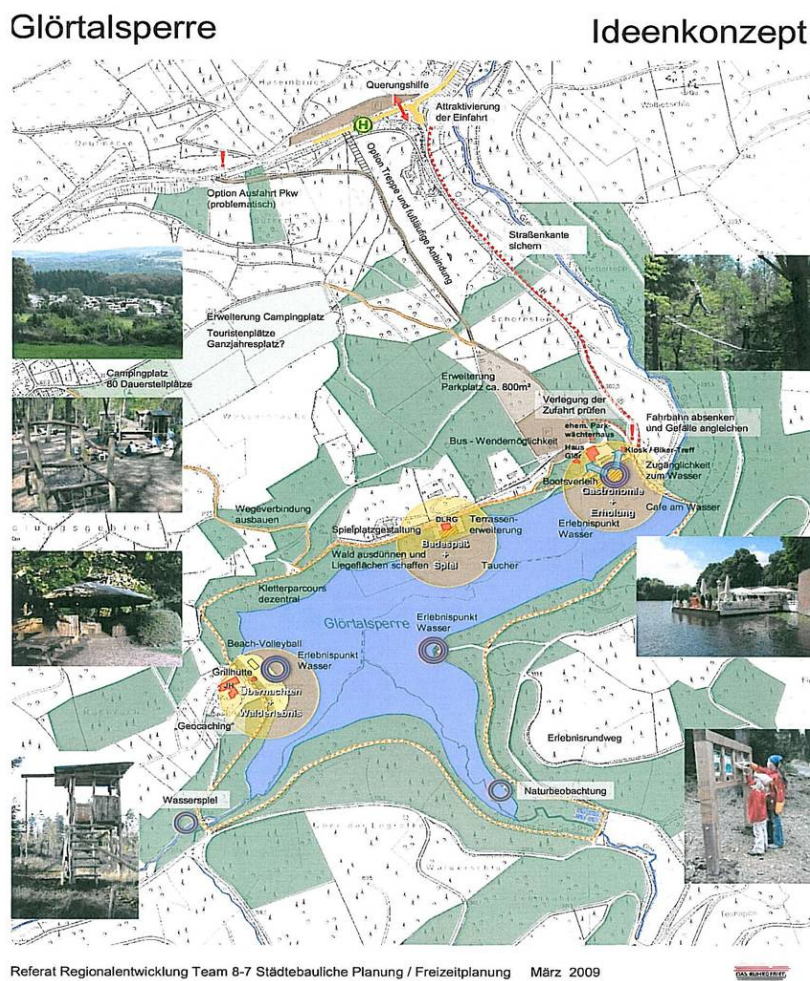 Glörtalsperre
Ideenkonzept
Querungshilfe
Attraktivierung
der Einfahrt
H
!
Option Ausfahrt Pkw
(problematisch)
Option Treppe und fußläufige Anbindung
Straßenkante
sichern
Erweiterung Campingplatz
Touristenplätze
Ganzjahresplatz?
Campingplatz
80 Dauerstellplätze
Erweiterung
Parkplatz ca. 800m²
Verlegung der
Zufahrt prüfen
Fahrbahn absenken
und Gefälle angleichen
!
ehem. Park-
wächterhaus
Bus - Wendemöglichkeit
Haus
Kiosk / Biker-Treff
Zugänglichkeit
zum Wasser
Bootsverleih
Gastronomie
+
Erholung
Cafe am Wasser
Erlebnispunkt
Wasser
Wegeverbindung
ausbauen
Spielplatzgestaltung
DLRG
Terrassen-
erweiterung
Wald ausdünnen und
Liegeflächen schaffen
Badespaß
+
Spiel
Taucher
Kletterparcours
dezentral
Glörtalsperre
Erlebnispunkt
Wasser
Beach-Volleyball
Erlebnispunkt
Wasser
Grillhütte
JH
Übernachten
+
Walderlebnis
„Geocaching"
Erlebnisrundweg
Wasserspiel
Naturbeobachtung
Referat Regionalentwicklung Team 8-7 Städtebauliche Planung / Freizeitplanung März 2009
DAS RUHRGEBIET